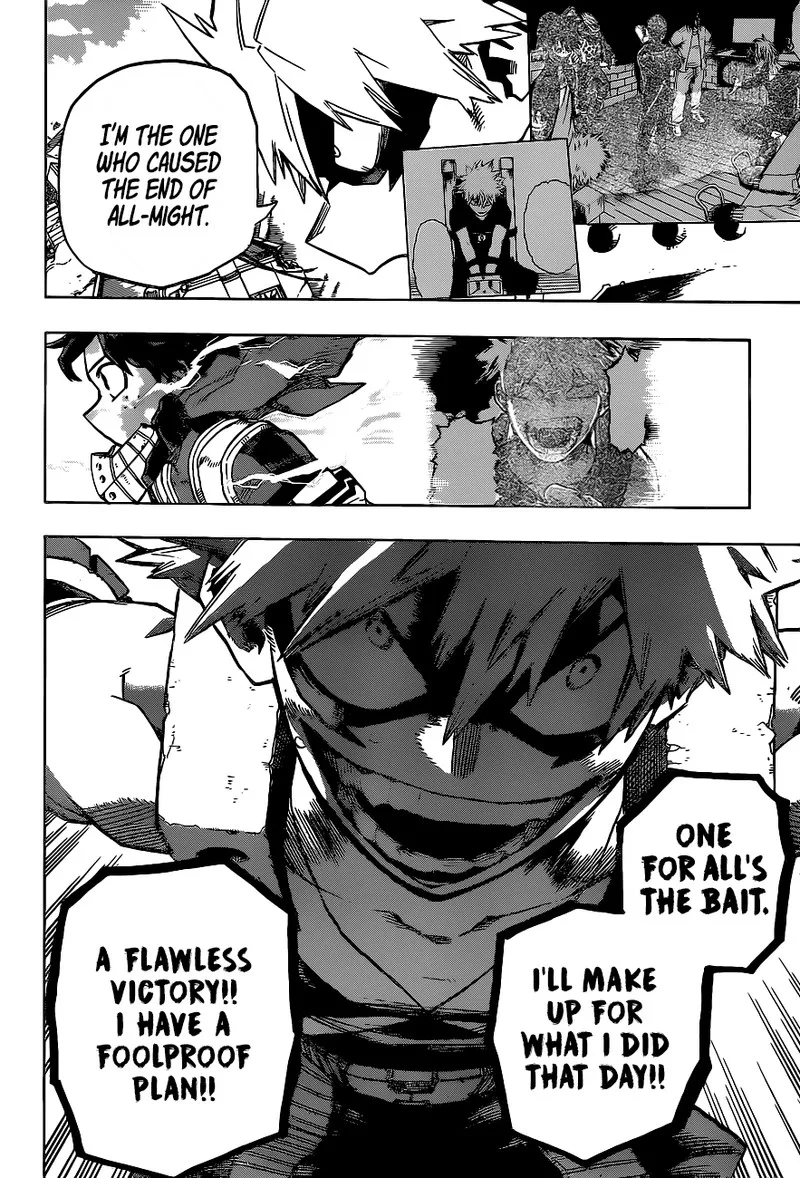 I'M THE ONE
WHO CAUSED
THE END OF
ALL-MIGHT.
ONE
FOR ALL'S
THE BAIT.
I'LL MAKE
UP FOR
WHAT I DID
THAT DAY!!
A FLAWLESS
VICTORY!!
I HAVE A
FOOLPROOF
PLAN!!